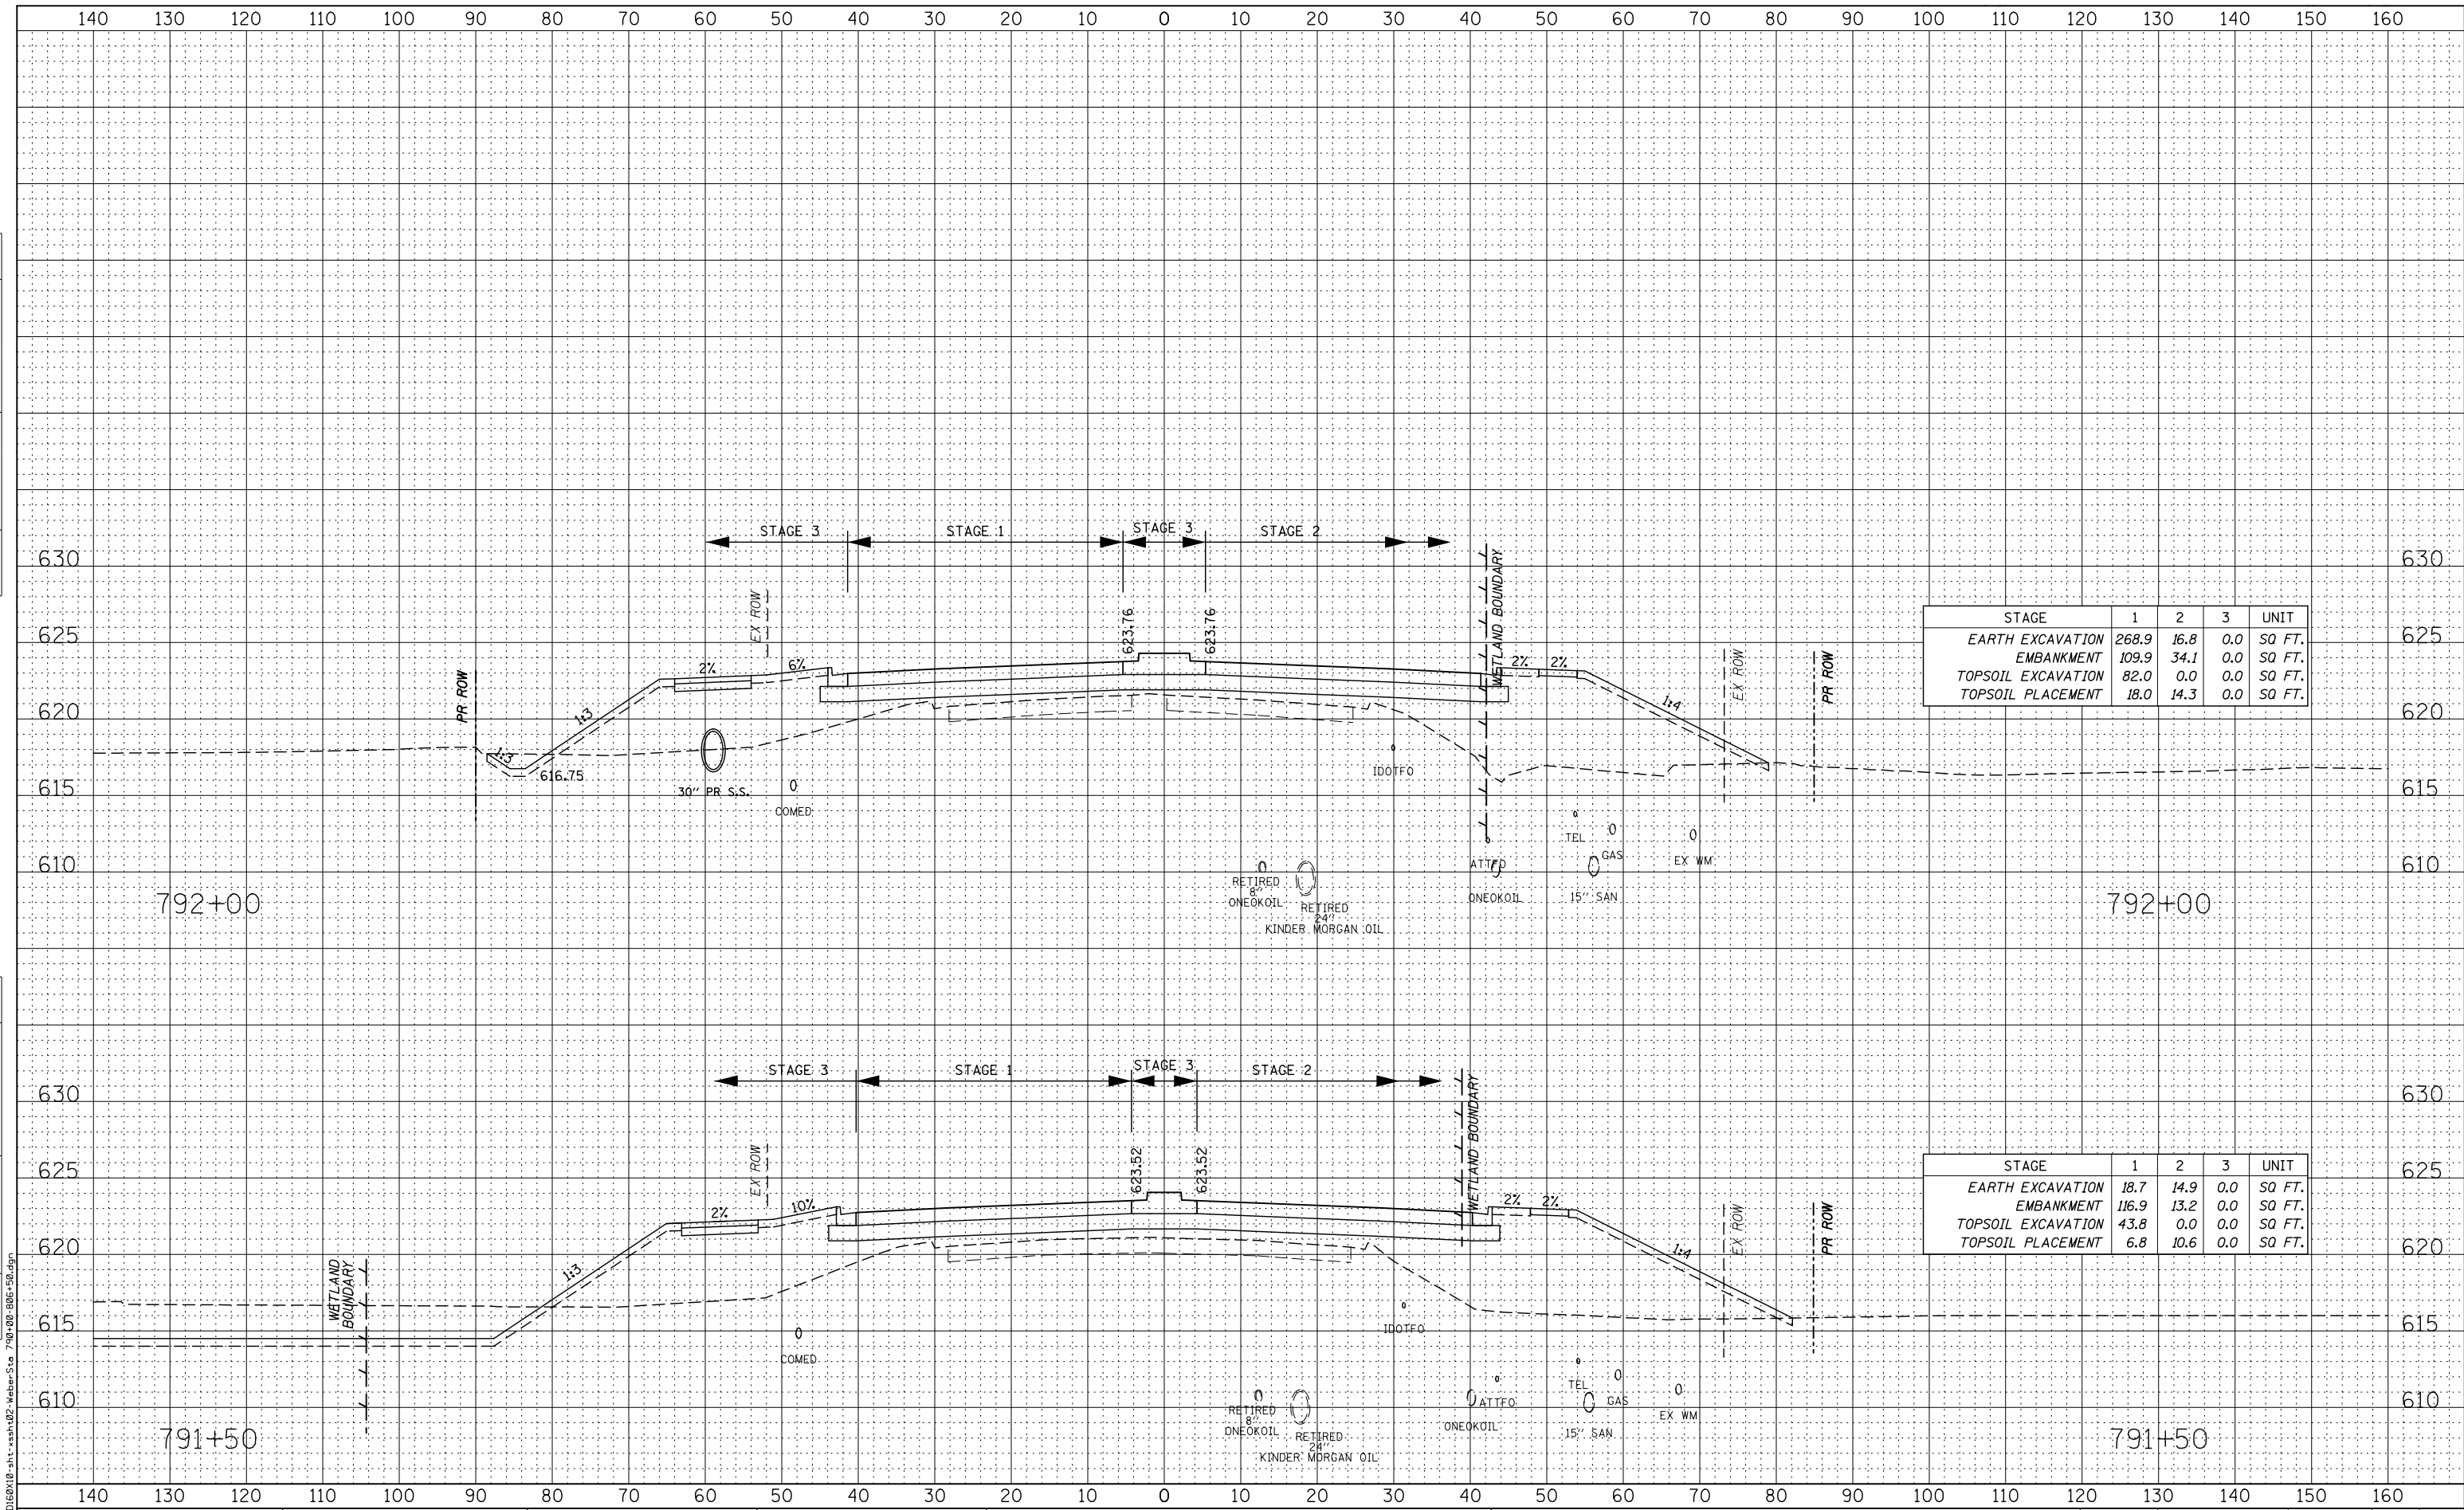 140 130 120 110 100 90 80 70 60 50 40 30 20 10 0 10 20 30 40 50 60 70 80 90 100 110 120 130 140 150 160
STAGE 3 STAGE 1 STAGE 3 STAGE 2
630 630
WETLAND BOUNDARY
EX ROW
623.76 623.76
625 625
STAGE 1 2 3 UNIT
EARTH EXCAVATION 268.9 16.8 0.0 SQ FT.
EMBANKMENT 109.9 34.1 0.0 SQ FT.
TOPSOIL EXCAVATION 82.0 0.0 0.0 SQ FT.
TOPSOIL PLACEMENT 18.0 14.3 0.0 SQ FT.
2% 6% 2% 2%
PR ROW EX ROW PR ROW
1:3 1:4
620 620
1:3
616.75
IDOTFO
615 615
30" PR S.S.
COMED
TEL
GAS
EX WM
ATTFO
610 610
RETIRED
8"
ONEOKOIL
ONEOKOIL
15" SAN
RETIRED
24"
KINDER MORGAN OIL
792+00 792+00
STAGE 3 STAGE 1 STAGE 3 STAGE 2
630 630
WETLAND BOUNDARY
EX ROW
623.52 623.52
625 625
STAGE 1 2 3 UNIT
EARTH EXCAVATION 18.7 14.9 0.0 SQ FT.
EMBANKMENT 116.9 13.2 0.0 SQ FT.
TOPSOIL EXCAVATION 43.8 0.0 0.0 SQ FT.
TOPSOIL PLACEMENT 6.8 10.6 0.0 SQ FT.
2% 10% 2% 2%
EX ROW PR ROW
620 620
1:3 1:4
WETLAND
BOUNDARY
615 615
IDOTFO
COMED
TEL
GAS
EX WM
ATTFO
610 610
RETIRED
8"
ONEOKOIL
ONEOKOIL
15" SAN
RETIRED
24"
KINDER MORGAN OIL
791+50 791+50
140 130 120 110 100 90 80 70 60 50 40 30 20 10 0 10 20 30 40 50 60 70 80 90 100 110 120 130 140 150 160
D160X10-sht-xssht02-WeberSta 790+00-806+50.dgn